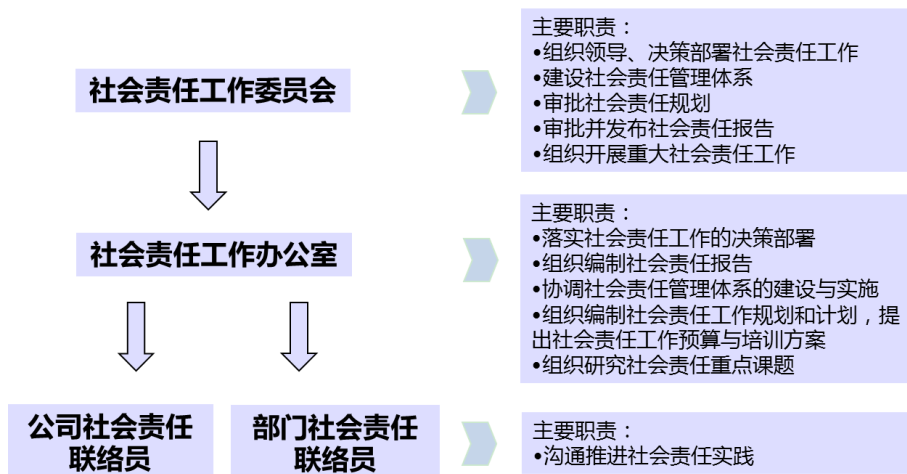 社会责任工作委员会
主要职责：
•组织领导、决策部署社会责任工作
•建设社会责任管理体系
•审批社会责任规划
•审批并发布社会责任报告
•组织开展重大社会责任工作
社会责任工作办公室
主要职责：
•落实社会责任工作的决策部署
•组织编制社会责任报告
•协调社会责任管理体系的建设与实施
•组织编制社会责任工作规划和计划，提
出社会责任工作预算与培训方案
•组织研究社会责任重点课题
公司社会责任
联络员
部门社会责任
联络员
主要职责：
•沟通推进社会责任实践